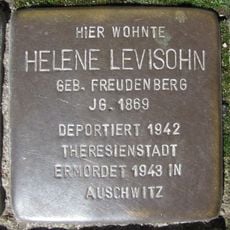 HIER WOHNTE
HELENE LEVISOHN
GEB. FREUDENBERG
JG. 1869
DEPORTIERT 1942
THERESIENSTADT
ERMORDET 1943 IN
AUSCHWITZ